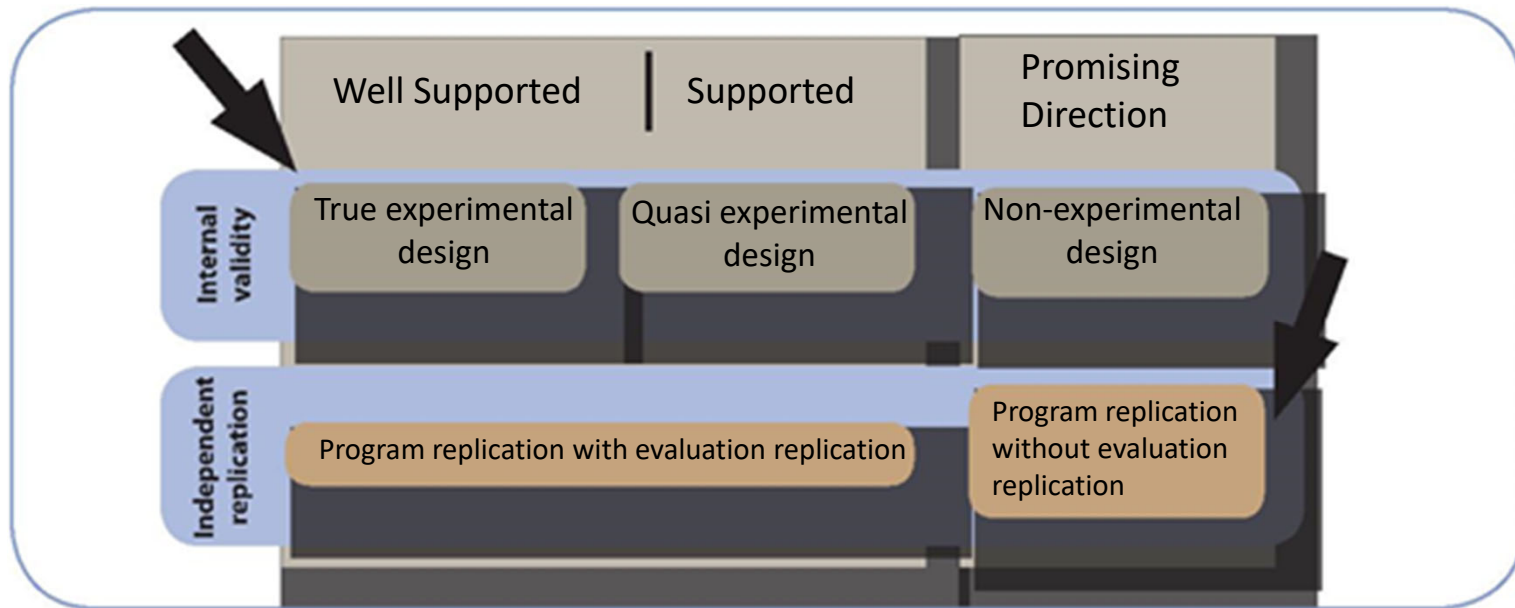 Well Supported
Supported
Promising
Direction
Internal
validity
True experimental
design
Quasi experimental
design
Non-experimental
design
Independent
replication
Program replication with evaluation replication
Program replication
without evaluation
replication